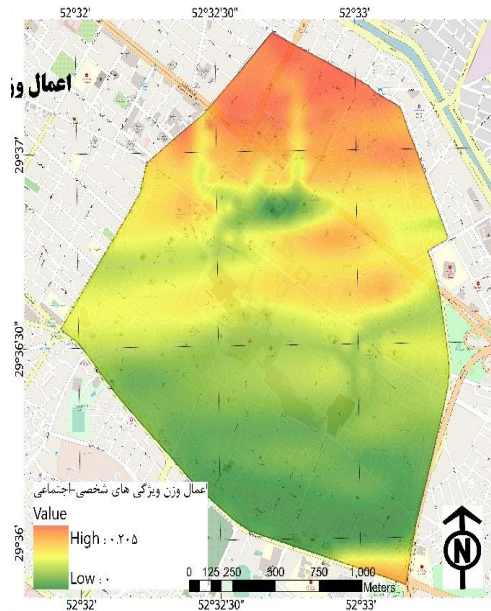 52°32' 52°32'30" 52°33'
اعمال وز
29°37'
29°36'30"
29°36'
اعمال وزن ویژگی های شخصی-اجتماعی
Value
High : ۰.۲۰۵
Low : ۰
0 125 250 500 750 1,000
Meters
N
52°32' 52°32'30" 52°33'